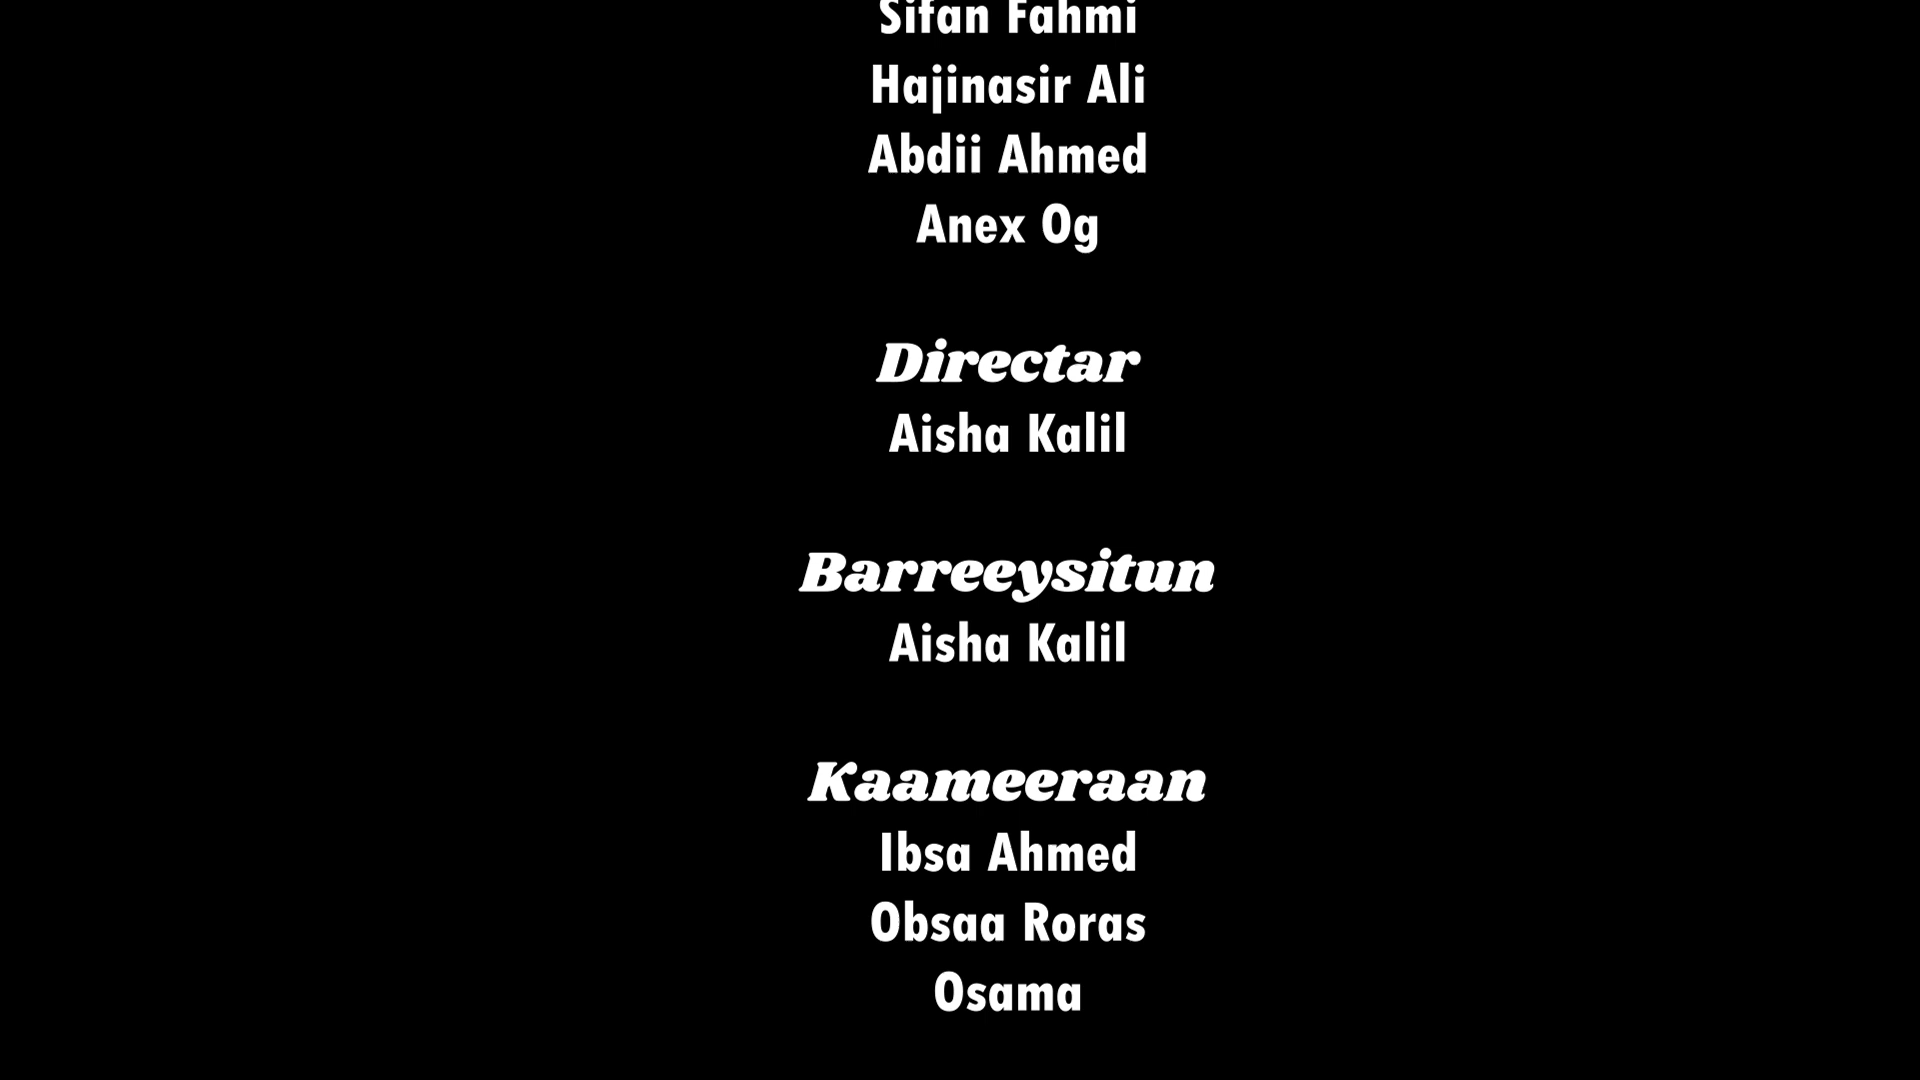 Sifan Fahmi
Hajinasir Ali
Abdii Ahmed
Anex Og
Directar
Aisha Kalil
Barreeysitun
Aisha Kalil
Kaameeraan
Ibsa Ahmed
Obsaa Roras
Osama